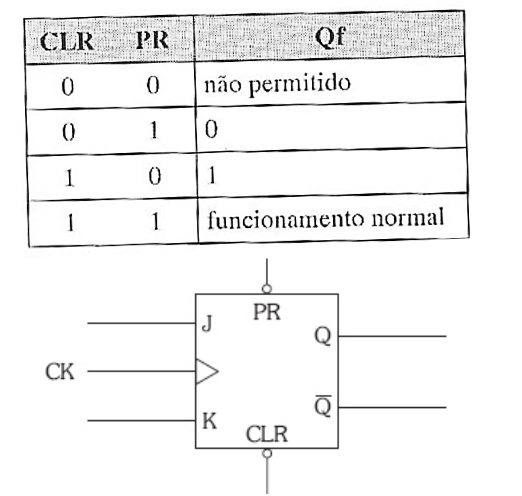 CLR PR Qf
0 0 não permitido
0 1 0
1 0 1
1 1 funcionamento normal
PR
J
Q
CK
K
Q̅
CLR